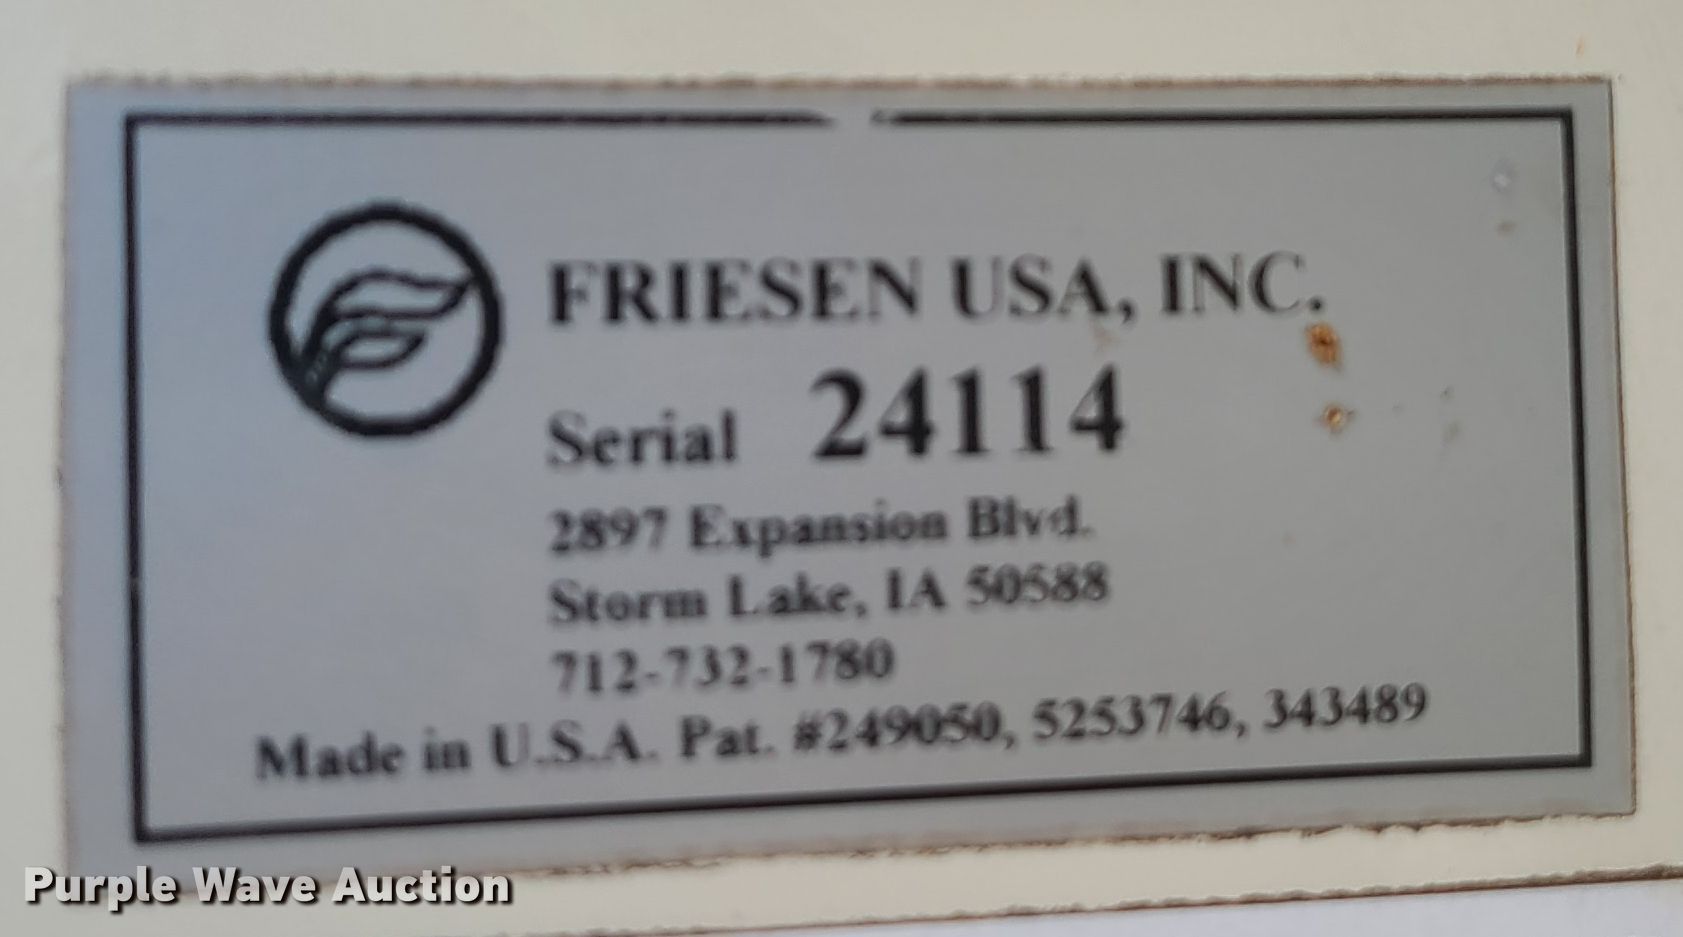 FRIESEN USA, INC.
Serial 24114
2897 Expansion Blvd.
Storm Lake, IA 50588
712-732-1780
Made in U.S.A. Pat. #249050, 5253746, 343489
Purple Wave Auction